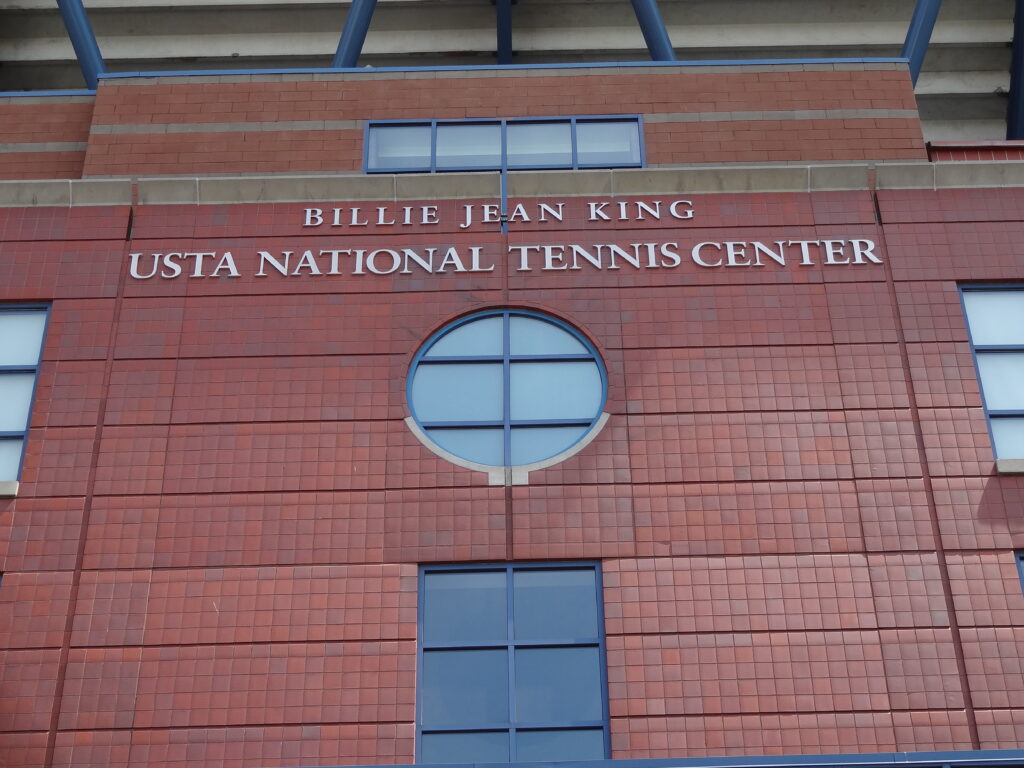 BILLIE JEAN KING
USTA NATIONAL TENNIS CENTER